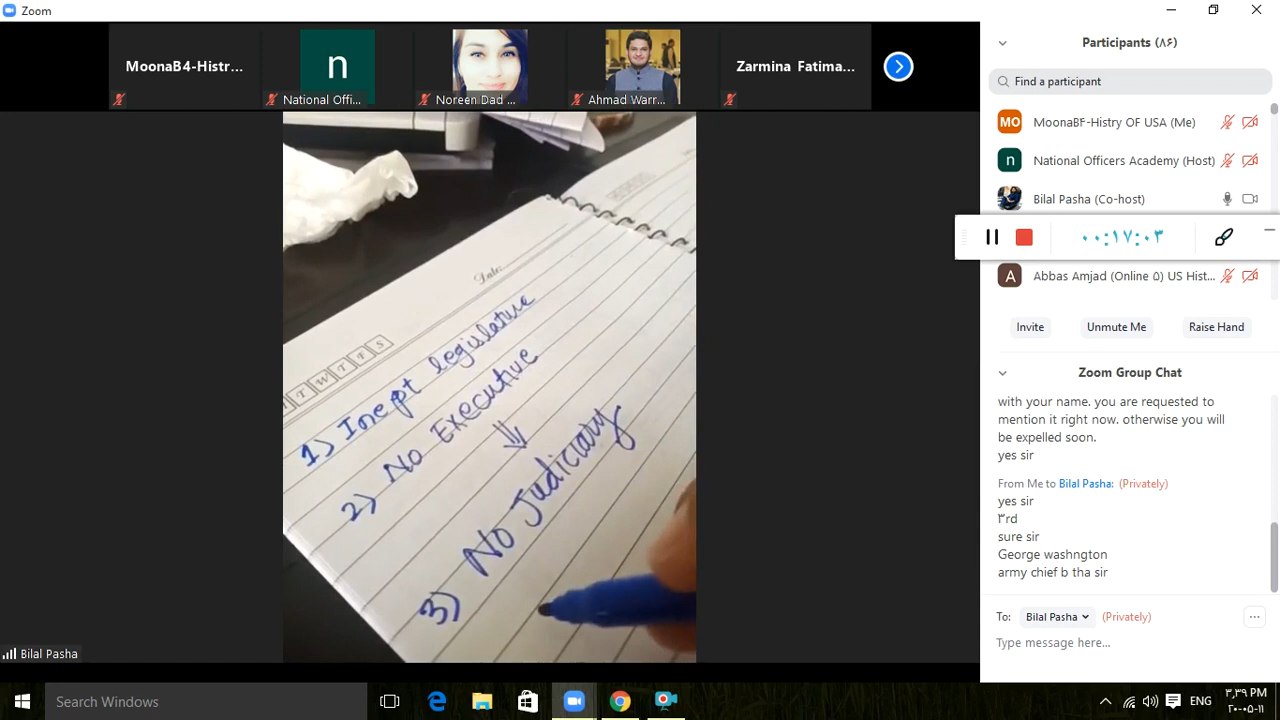 Zoom
MoonaB4-Histr...
n
National Offi...
Noreen Dad ...
Ahmad Warr...
Zarmina Fatima...
Date:
T W T T S
1) Inept legislative
2) No Executive
3) No Judiciary
Bilal Pasha
Participants (۸۶)
Find a participant
MO
MoonaB۴-Histry OF USA (Me)
n
National Officers Academy (Host)
Bilal Pasha (Co-host)
۰۰:۱۷:۰۳
A
Abbas Amjad (Online ۵) US Hist...
Invite
Unmute Me
Raise Hand
Zoom Group Chat
with your name. you are requested to
mention it right now. otherwise you will
be expelled soon.
yes sir
From Me to Bilal Pasha: (Privately)
yes sir
۳rd
sure sir
George washngton
army chief b tha sir
To: Bilal Pasha (Privately)
Type message here...
Search Windows
ENG
۳:۳۹ PM
۲۰۰۰-۰۵-۱۱